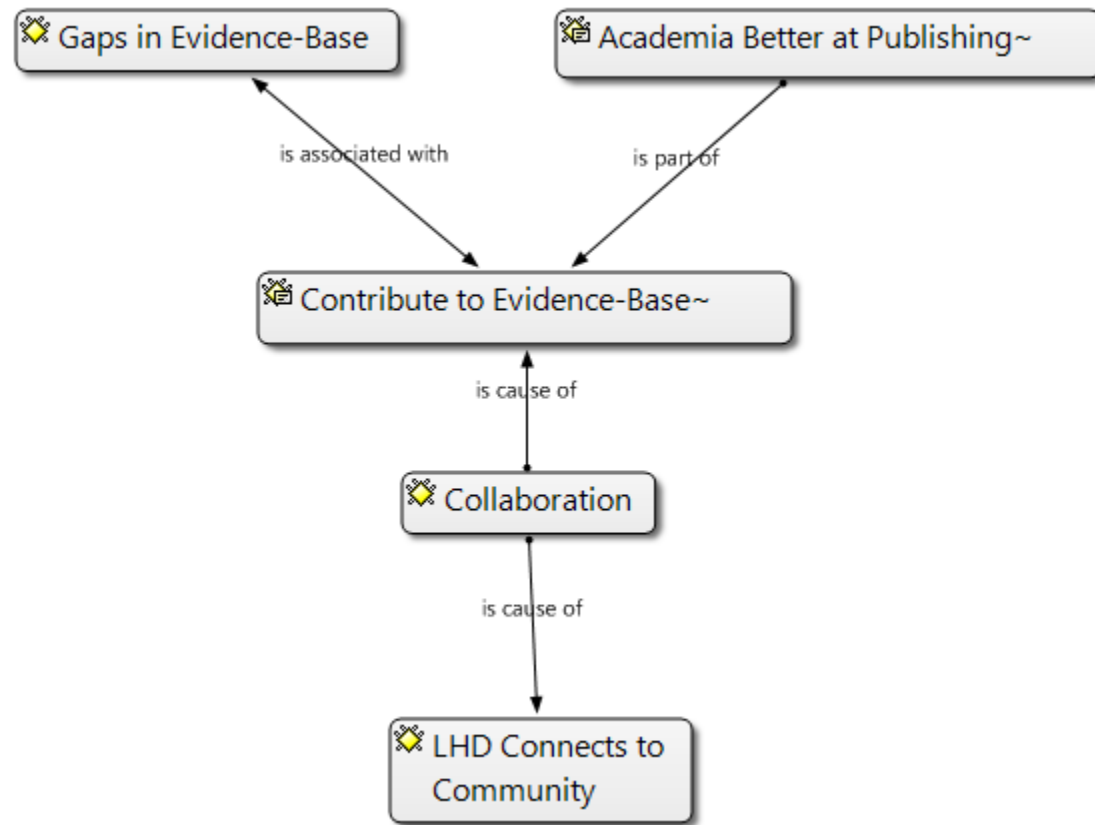 Gaps in Evidence-Base
Academia Better at Publishing~
is associated with
is part of
Contribute to Evidence-Base~
is cause of
Collaboration
is cause of
LHD Connects to
Community